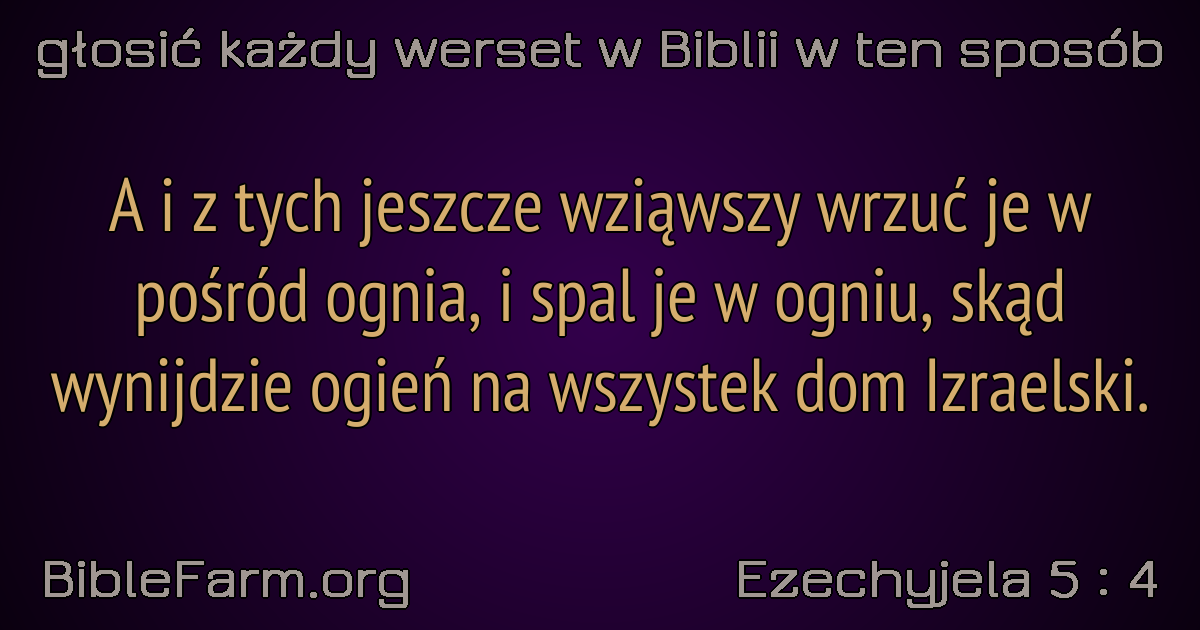 głosić każdy werset w Biblii w ten sposób
A i z tych jeszcze wziąwszy wrzuć je w
pośród ognia, i spal je w ogniu, skąd
wynijdzie ogień na wszystek dom Izraelski.
BibleFarm.org
Ezechyjela 5 : 4